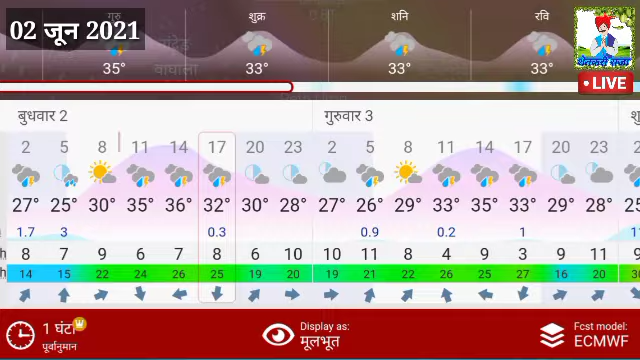 02 जून 2021
गुरु शुक्र शनि रवि
35° 33° 33° 33°
शेतकरी राजा
LIVE
बुधवार 2 गुरुवार 3
2 5 8 11 14 17 20 23 2 5 8 11 14 17 20 23 2
27° 25° 30° 35° 36° 32° 30° 28° 27° 26° 29° 33° 35° 33° 29° 28° 25
1.7 3 0.3 0.9 0.2 1
8 7 9 6 7 8 6 10 10 11 8 4 9 3 9 11
14 15 22 24 26 25 19 20 19 21 22 26 25 27 16 20
1 घंटा
पूर्वानुमान
Display as:
मूलभूत
Fcst model:
ECMWF